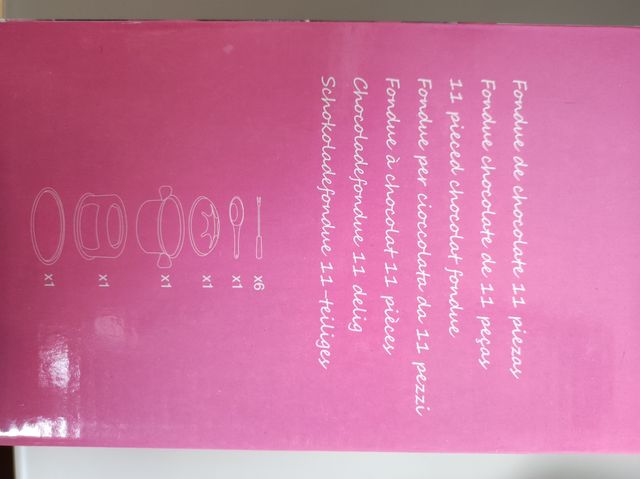 Fondue de chocolate 11 piezas
Fondue chocolate de 11 peças
11 pieced chocolat fondue
Fondue per cioccolata da 11 pezzi
Fondue à chocolat 11 pièces
Chocoladefondue 11 delig
Schokoladefondue 11-teiliges
x6
x1
x1
x1
x1
x1